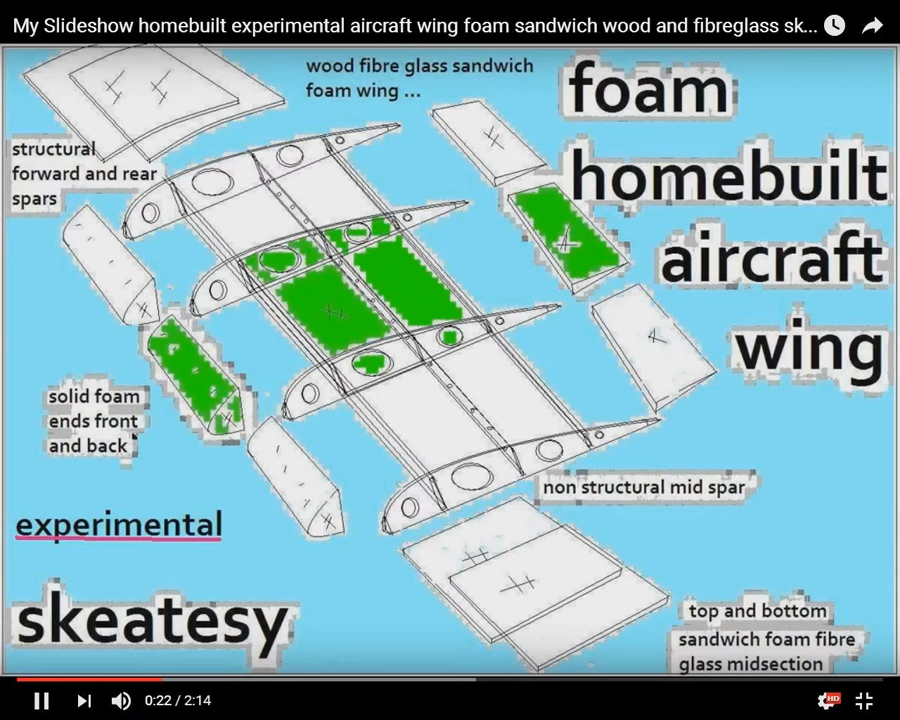 My Slideshow homebuilt experimental aircraft wing foam sandwich wood and fibreglass sk...
wood fibre glass sandwich
foam wing ...
foam
homebuilt
aircraft
wing
structural
forward and rear
spars
solid foam
ends front
and back
non structural mid spar
experimental
skeatesy
top and bottom
sandwich foam fibre
glass midsection
0:22 / 2:14
HD